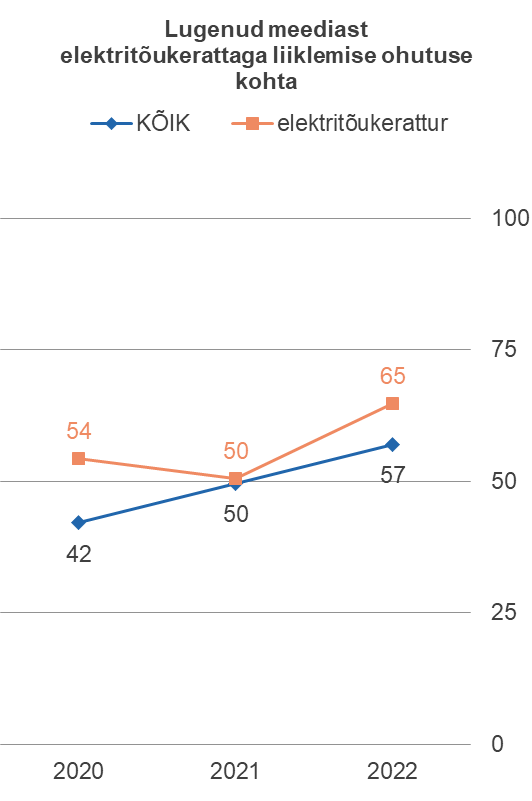 Lugenud meediast
elektritõukerattaga liiklemise ohutuse
kohta
KÕIK elektritõukerattur
100
75
65
54
50
57
50
50
42
25
0
2020 2021 2022